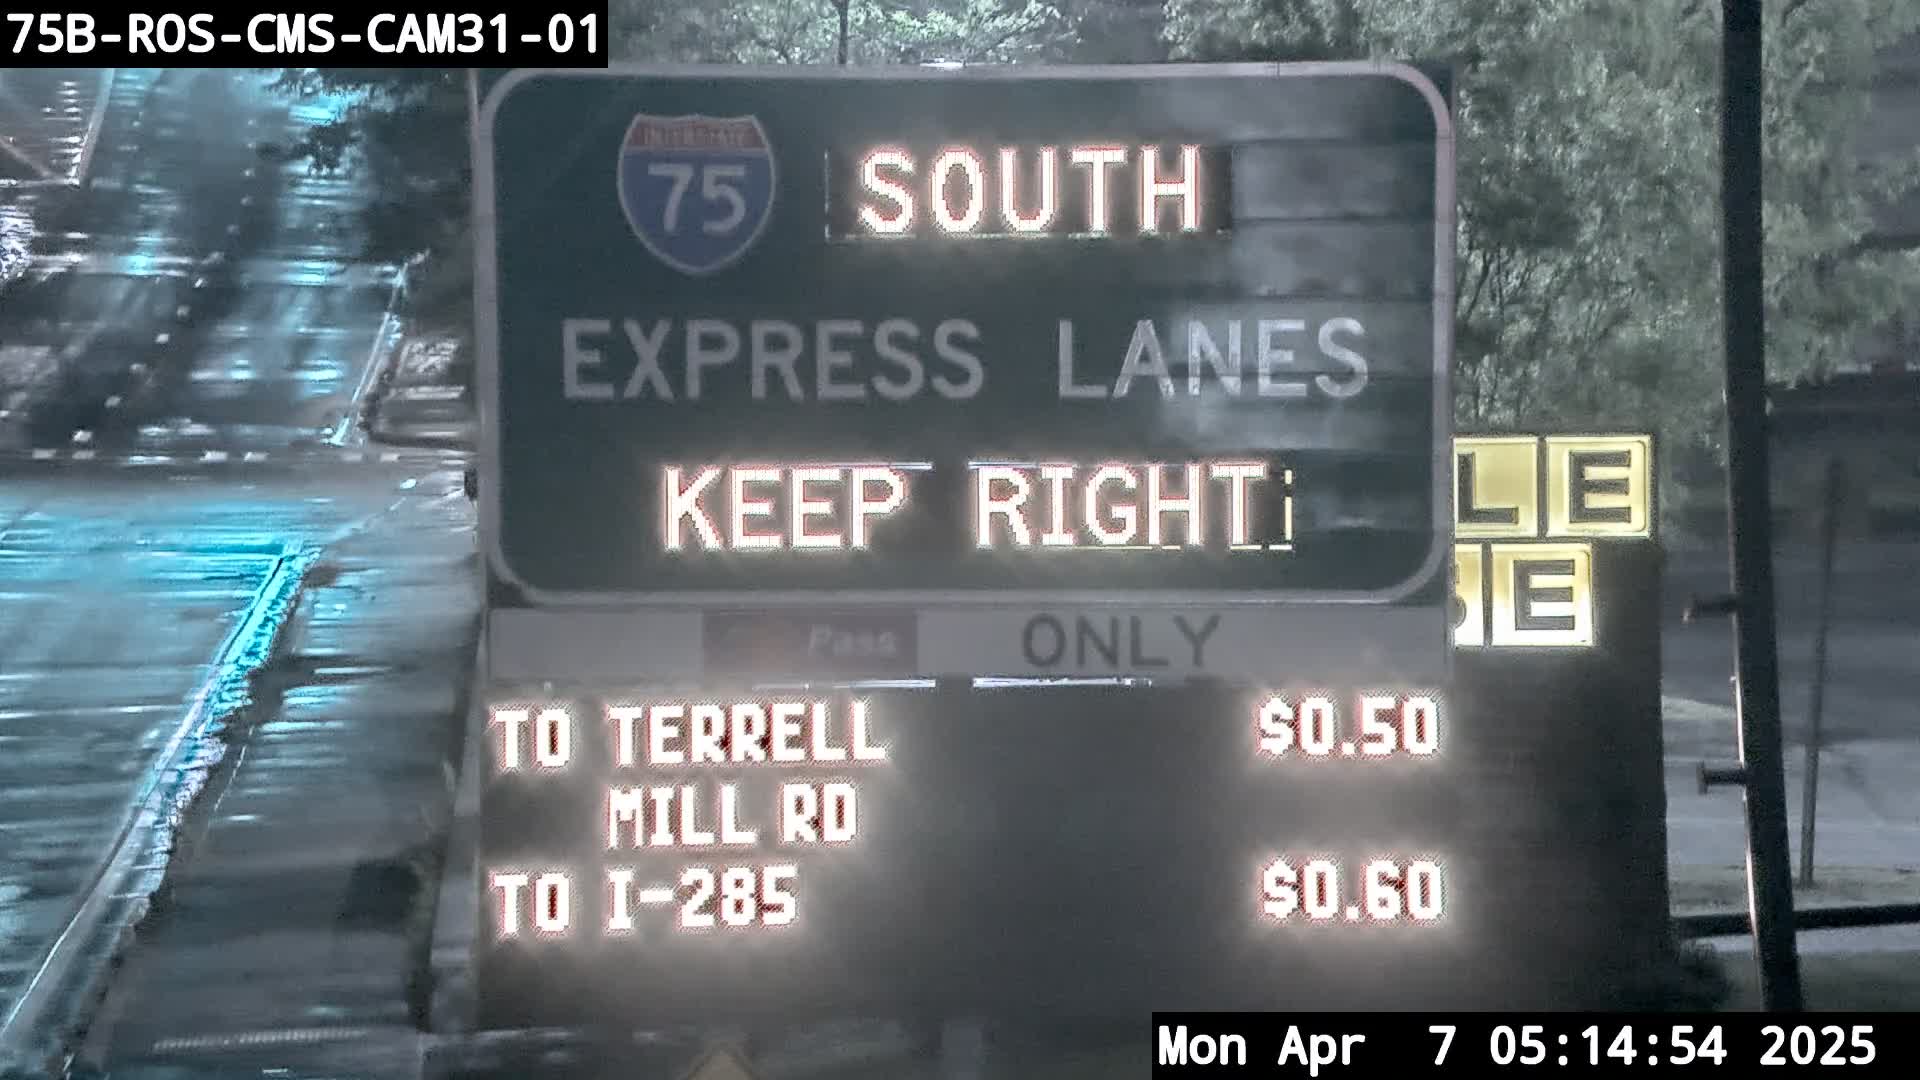 75B-ROS-CMS-CAM31-01
INTERSTATE
75
SOUTH
EXPRESS LANES
KEEP RIGHT
Pass ONLY
TO TERRELL $0.50
MILL RD
TO I-285 $0.60
LE
E
Mon Apr 7 05:14:54 2025